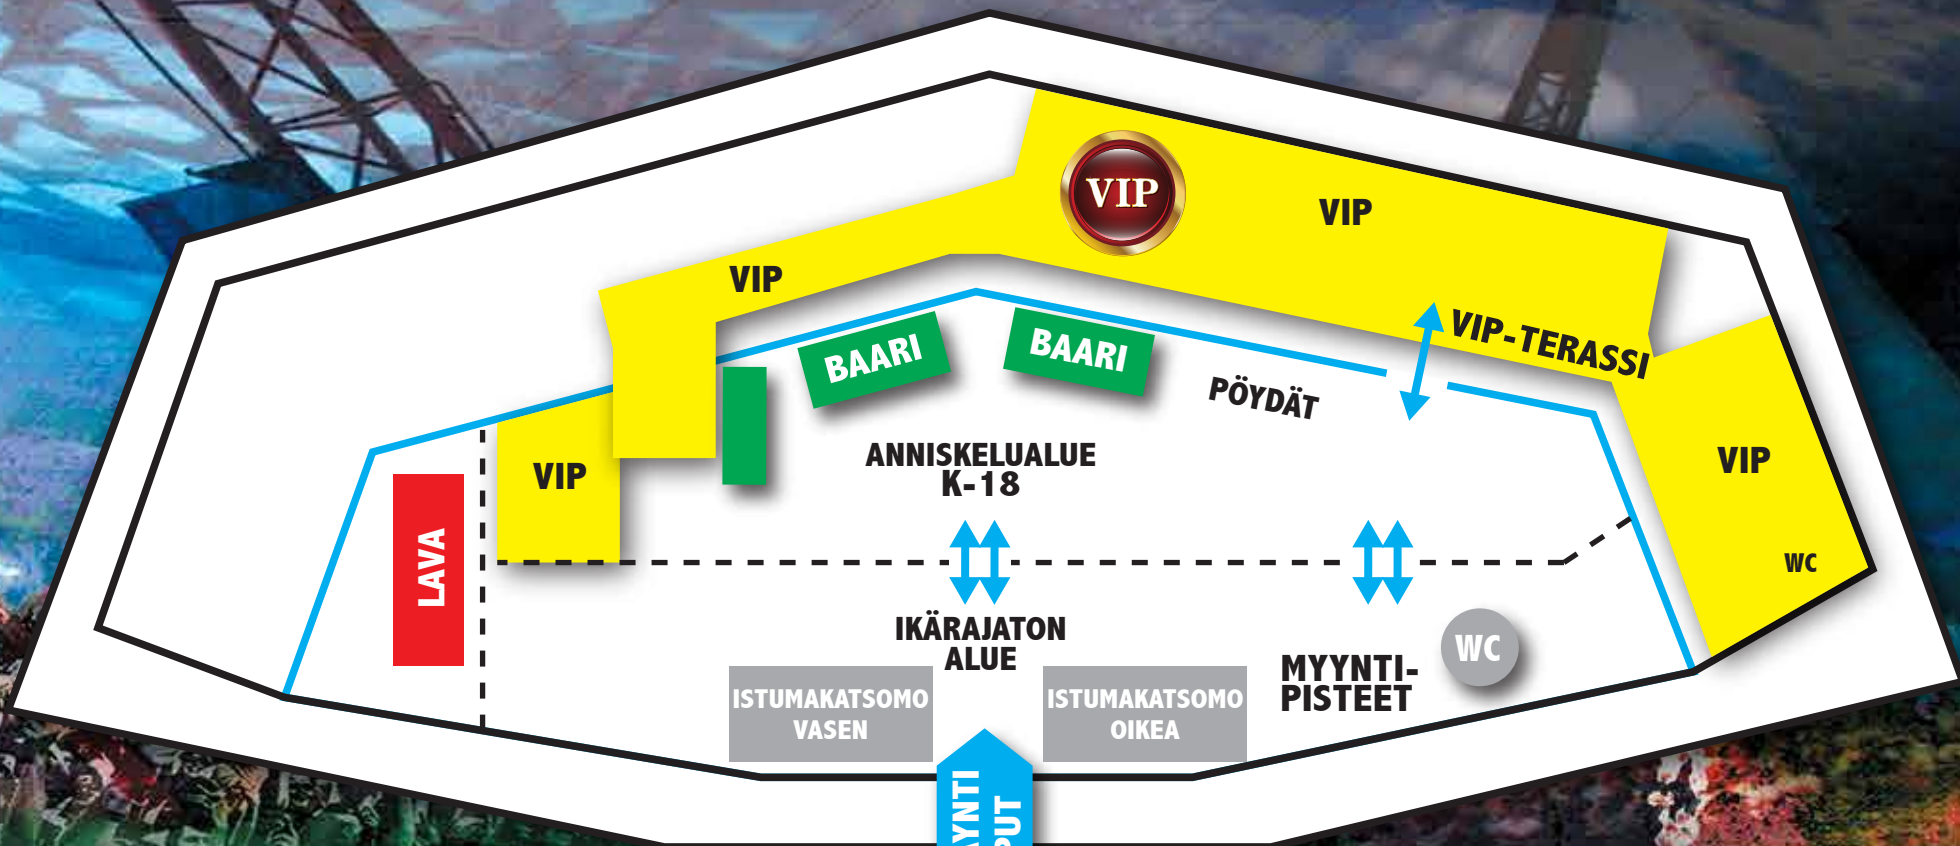 VIP
VIP
VIP
VIP-TERASSI
BAARI
BAARI
PÖYDÄT
ANNISKELUALUE
K-18
VIP
VIP
LAVA
WC
IKÄRAJATON
ALUE
WC
MYYNTI-
PISTEET
ISTUMAKATSOMO
VASEN
ISTUMAKATSOMO
OIKEA